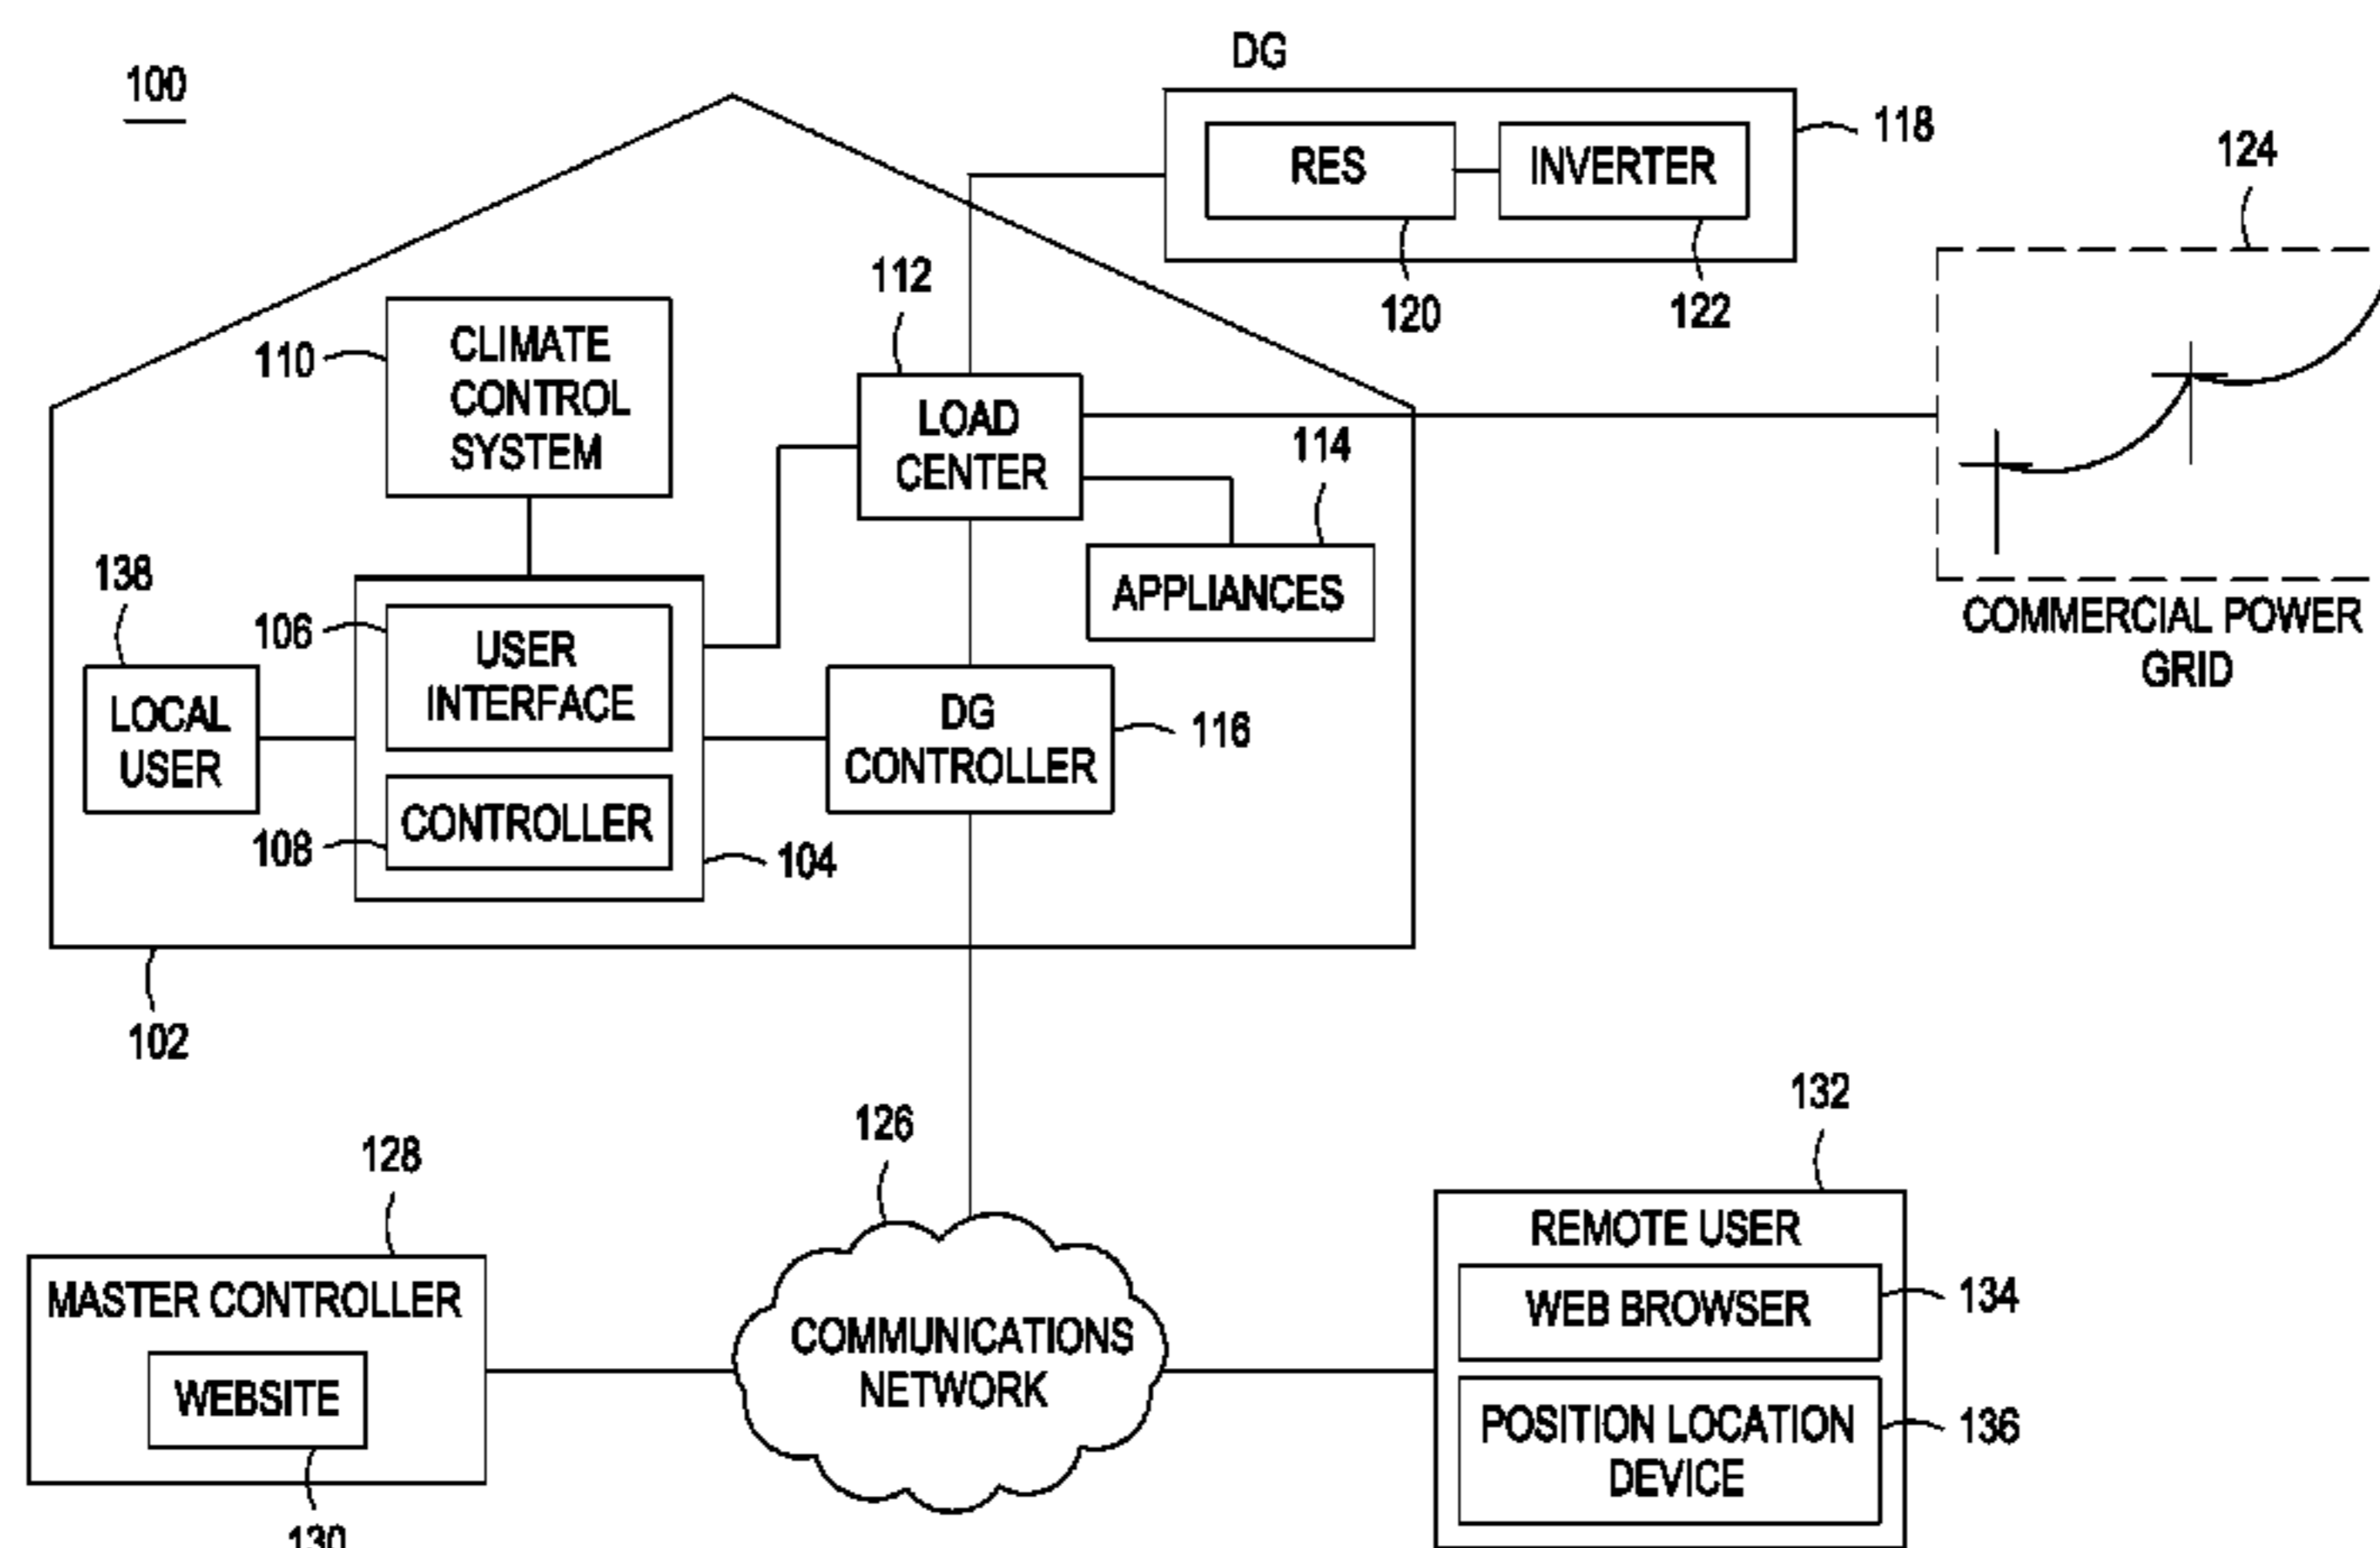 100
DG
118
RES
INVERTER
120
122
124
112
110
CLIMATE
CONTROL
SYSTEM
LOAD
CENTER
114
APPLIANCES
COMMERCIAL POWER
GRID
138
106
USER
INTERFACE
LOCAL
USER
DG
CONTROLLER
116
108
CONTROLLER
104
102
126
132
128
MASTER CONTROLLER
WEBSITE
130
COMMUNICATIONS
NETWORK
REMOTE USER
WEB BROWSER
134
POSITION LOCATION
DEVICE
136